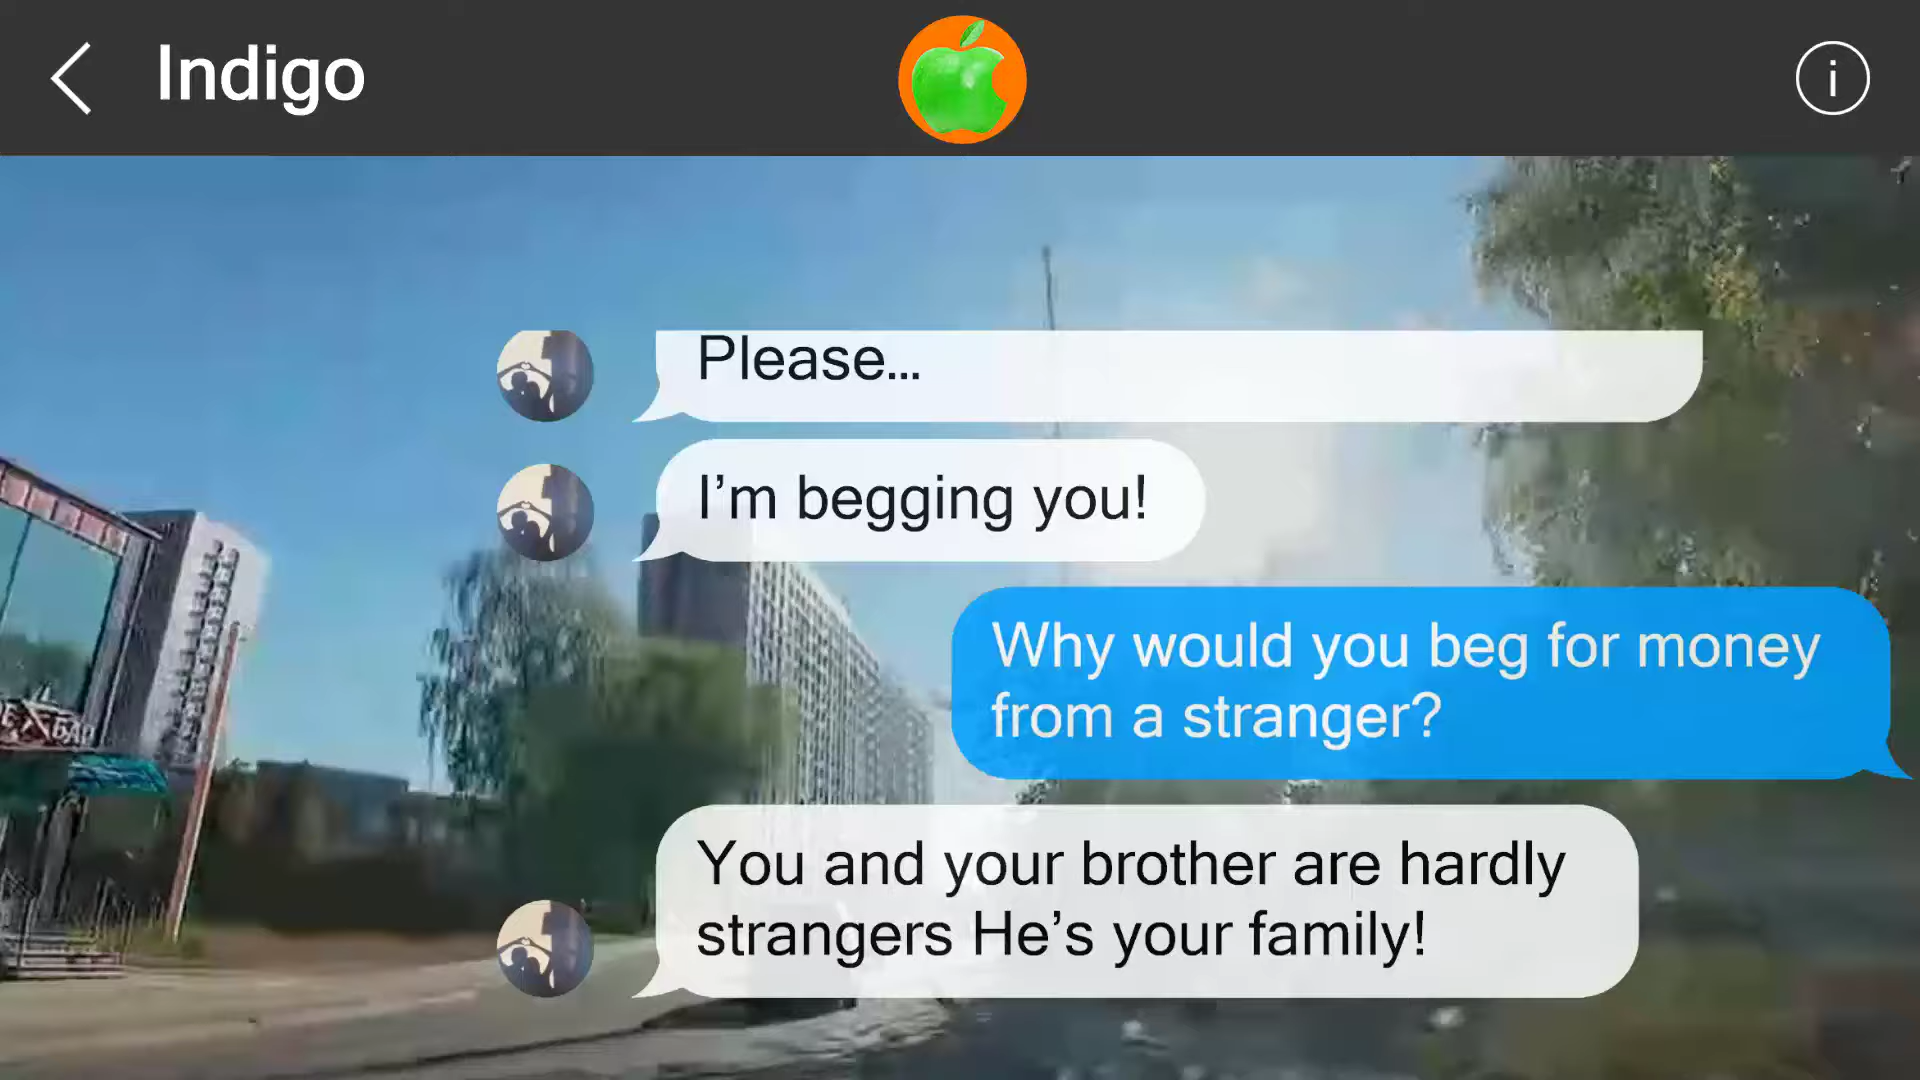 Indigo
Please...
I'm begging you!
Why would you beg for money
from a stranger?
You and your brother are hardly
strangers He's your family!